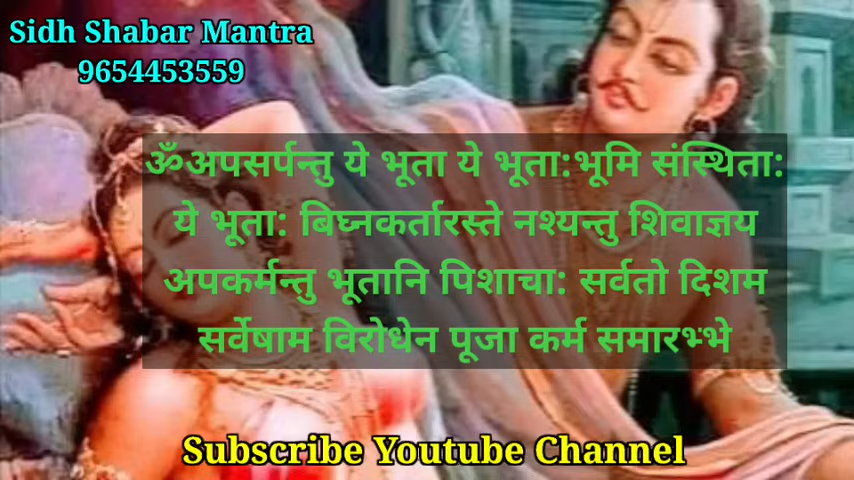 Sidh Shabar Mantra
9654453559
ॐअपसर्पन्तु ये भूता ये भूता:भूमि संस्थिता:
ये भूता: बिघ्नकर्तारस्ते नश्यन्तु शिवाज्ञय
अपकर्मन्तु भूतानि पिशाचा: सर्वतो दिशम
सर्वेषाम विरोधेन पूजा कर्म समारभ्भे
Subscribe Youtube Channel